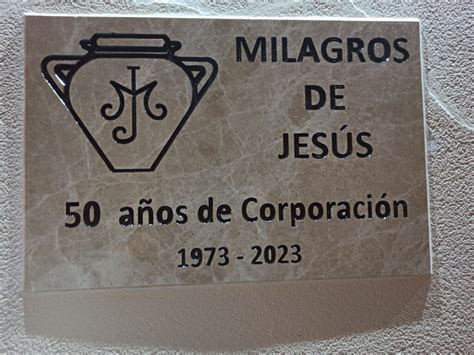 MILAGROS
DE
JESÚS
50 años de Corporación
1973 - 2023